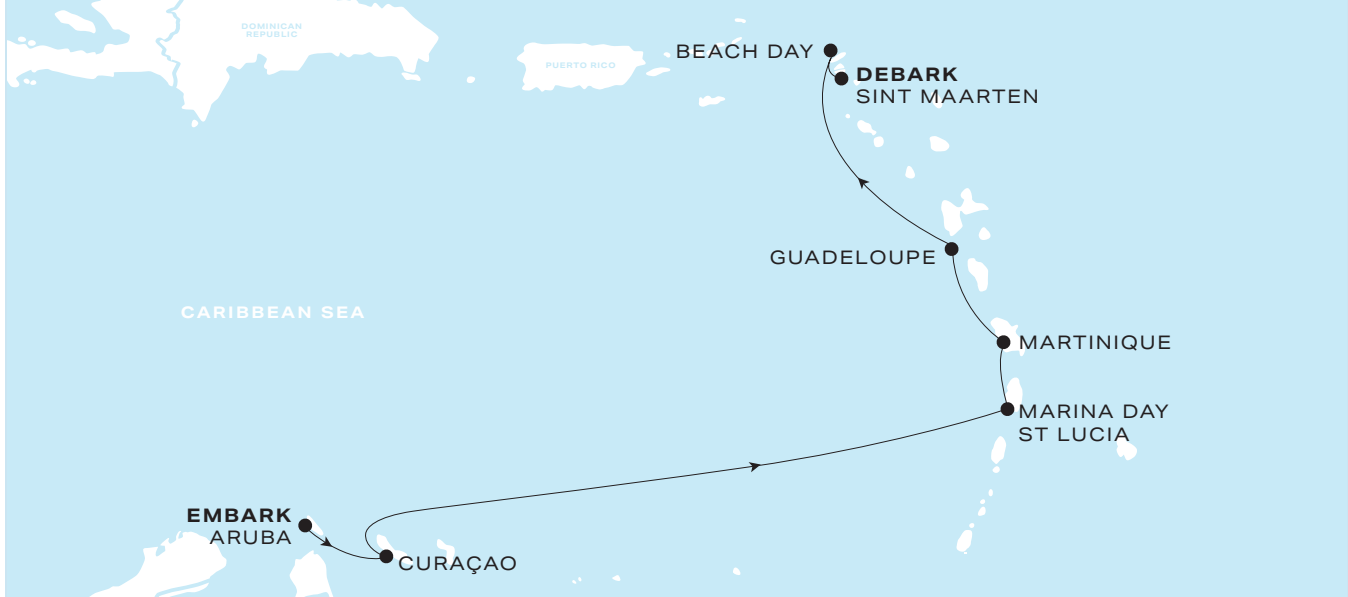 DOMINICAN
REPUBLIC
PUERTO RICO
BEACH DAY
DEBARK
SINT MAARTEN
GUADELOUPE
CARIBBEAN SEA
MARTINIQUE
MARINA DAY
ST LUCIA
EMBARK
ARUBA
CURAÇAO